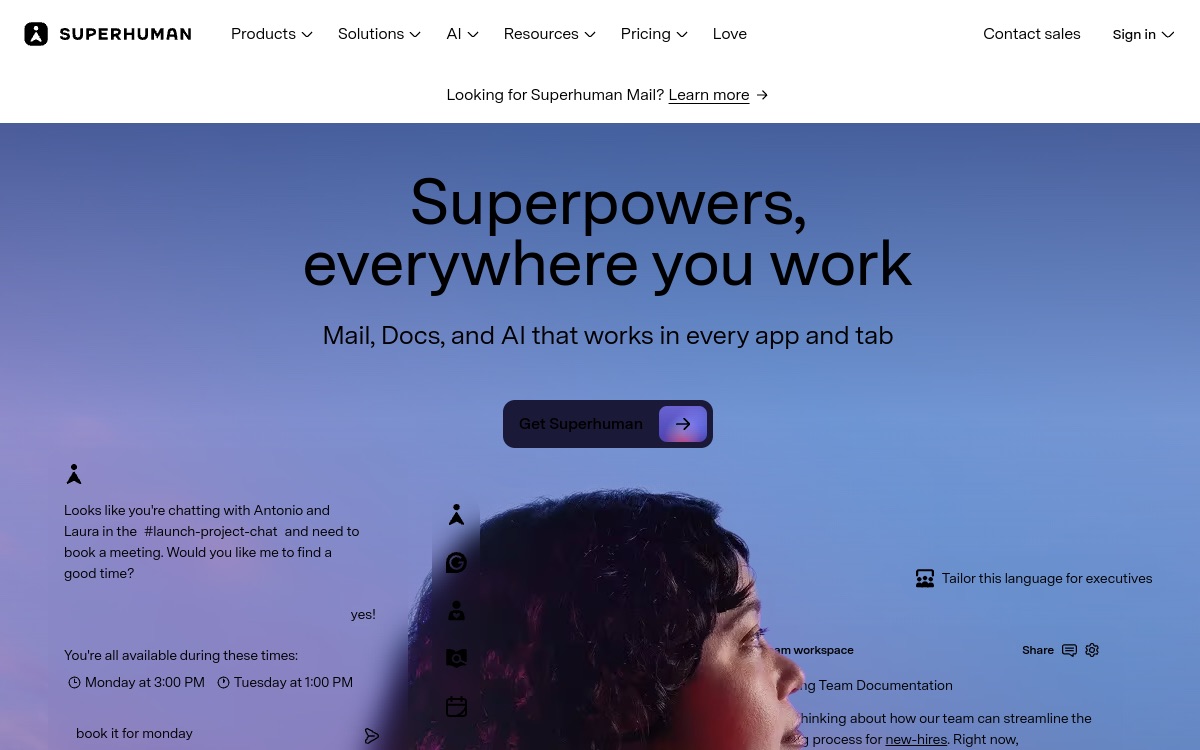 SUPERHUMAN
Products
Solutions
AI
Resources
Pricing
Love
Contact sales
Sign in
Looking for Superhuman Mail? Learn more →
Superpowers,
everywhere you work
Mail, Docs, and AI that works in every app and tab
Get Superhuman
Looks like you're chatting with Antonio and
Laura in the #launch-project-chat and need to
book a meeting. Would you like me to find a
good time?
yes!
You're all available during these times:
Monday at 3:00 PM
Tuesday at 1:00 PM
book it for monday
Tailor this language for executives
workspace
Share
Team Documentation
about how our team can streamline the
process for new-hires. Right now,